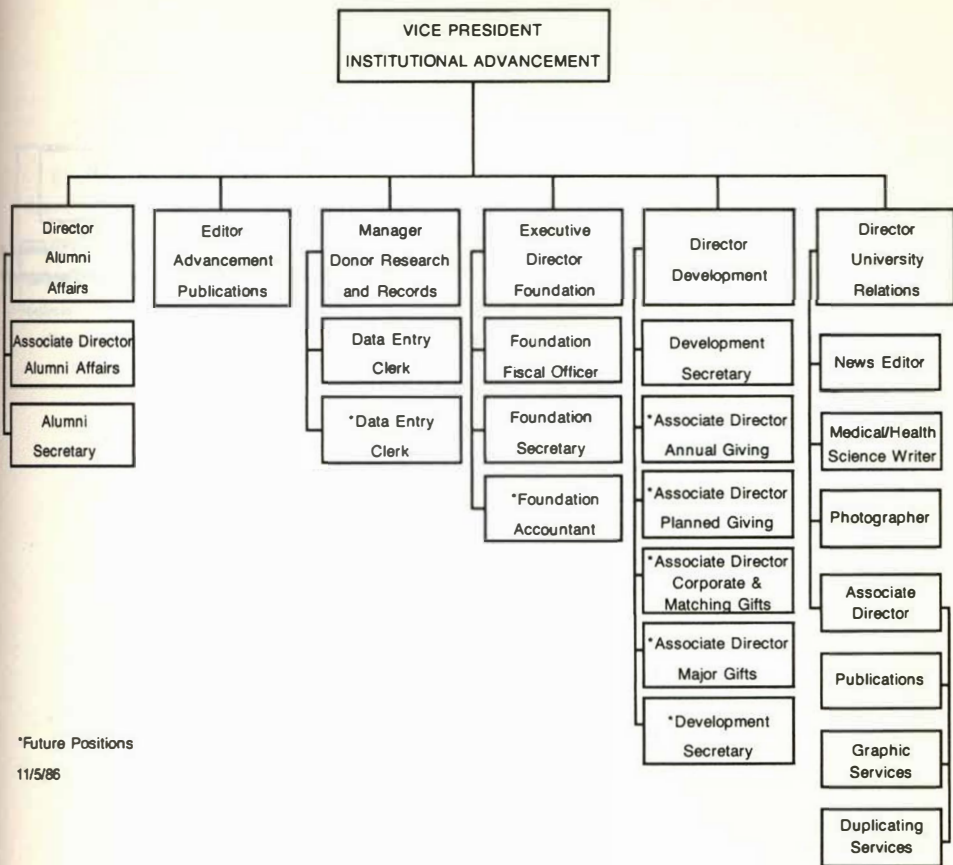 VICE PRESIDENT
INSTITUTIONAL ADVANCEMENT
Director
Alumni
Affairs
Associate Director
Alumni Affairs
Alumni
Secretary
Editor
Advancement
Publications
Manager
Donor Research
and Records
Data Entry
Clerk
*Data Entry
Clerk
Executive
Director
Foundation
Foundation
Fiscal Officer
Foundation
Secretary
*Foundation
Accountant
Director
Development
Development
Secretary
*Associate Director
Annual Giving
*Associate Director
Planned Giving
*Associate Director
Corporate &
Matching Gifts
*Associate Director
Major Gifts
*Development
Secretary
Director
University
Relations
News Editor
Medical/Health
Science Writer
Photographer
Associate
Director
Publications
Graphic
Services
Duplicating
Services
*Future Positions
11/5/86